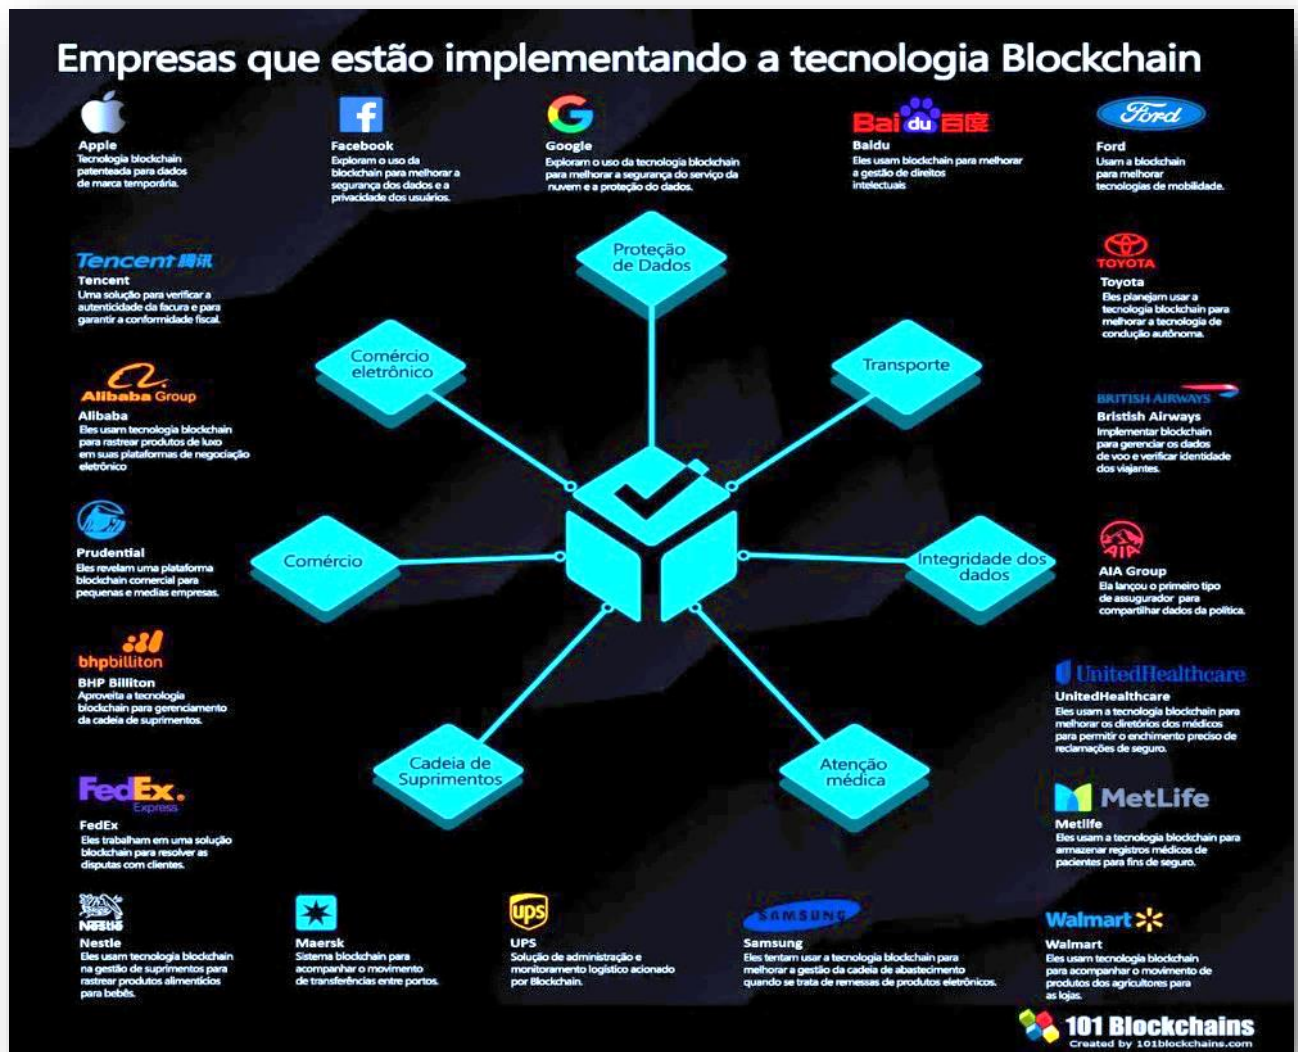 Empresas que estão implementando a tecnologia Blockchain
Apple
Tecnologia blockchain
patenteada para dados
de marca temporária.
Facebook
Exploram o uso da
blockchain para melhorar a
segurança dos dados e a
privacidade dos usuários.
Google
Exploram o uso da tecnologia blockchain
para melhorar a segurança do serviço da
nuvem e a proteção do dados.
Bai du 百度
Baldu
Eles usam blockchain para melhorar
a gestão de direitos
intelectuais
Ford
Ford
Usam a blockchain
para melhorar
tecnologias de mobilidade.
Tencent 腾讯
Tencent
Uma solução para verificar a
autenticidade da facura e para
garantir a conformidade fiscal.
Alibaba Group
Alibaba
Eles usam tecnologia blockchain
para rastrear produtos de luxo
em suas plataformas de negociação
eletrônico
Prudential
Eles revelam uma plataforma
blockchain comercial para
pequenas e medias empresas.
bhpbilliton
BHP Billiton
Aproveita a tecnologia
blockchain para gerenciamento
da cadeia de suprimentos.
FedEx.
Express
FedEx
Eles trabalham em uma solução
blockchain para resolver as
disputas com clientes.
Proteção
de Dados
Comércio
eletrônico
Transporte
Comércio
Integridade dos
dados
Cadeia de
Suprimentos
Atenção
médica
TOYOTA
Toyota
Eles planejam usar a
tecnologia blockchain para
melhorar a tecnologia de
condução autônoma.
BRITISH AIRWAYS
Bristish Airways
Implementar blockchain
para gerenciar os dados
de voo e verificar identidade
dos viajantes.
AIA
AIA Group
Ela lançou o primeiro tipo
de assugurador para
compartilhar dados da política.
UnitedHealthcare
UnitedHealthcare
Eles usam a tecnologia blockchain para
melhorar os diretórios dos médicos
para permitir o enchimento preciso de
reclamações de seguro.
MetLife
Metlife
Eles usam a tecnologia blockchain para
armazenar registros médicos de
pacientes para fins de seguro.
Nestlé
Nestle
Eles usam tecnologia blockchain
na gestão de suprimentos para
rastrear produtos alimentícios
para bebês.
Maersk
Sistema blockchain para
acompanhar o movimento
de transferências entre portos.
ups
UPS
Solução de administração e
monitoramento logístico acionado
por Blockchain.
SAMSUNG
Samsung
Eles tentam usar a tecnologia blockchain para
melhorar a gestão da cadeia de abastecimento
quando se trata de remessas de produtos eletrônicos.
Walmart
Walmart
Eles usam tecnologia blockchain
para acompanhar o movimento de
produtos dos agricultores para
as lojas.
101 Blockchains
Created by 101blockchains.com